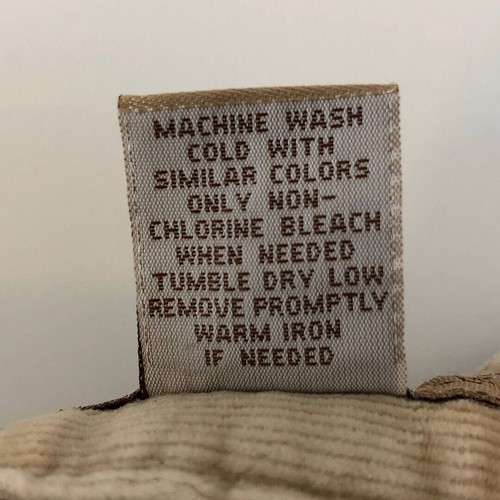 MACHINE WASH
COLD WITH
SIMILAR COLORS
ONLY NON-
CHLORINE BLEACH
WHEN NEEDED
TUMBLE DRY LOW
REMOVE PROMPTLY
WARM IRON
IF NEEDED